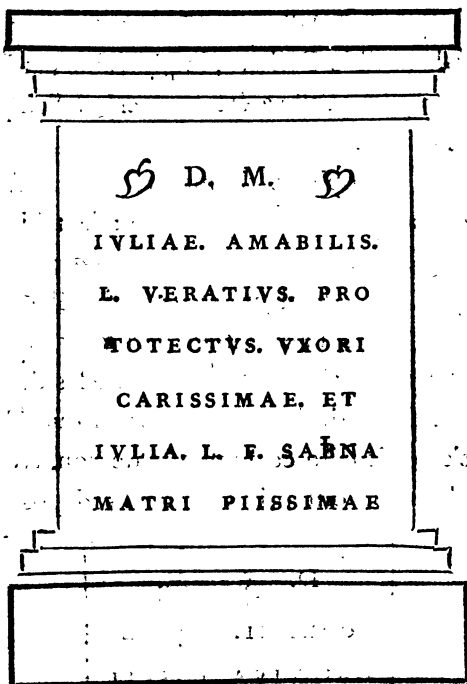 D. M.
IVLIAE. AMABILIS.
L. VERATIVS. PRO
TOTECTVS. VXORI
CARISSIMAE. ET
IVLIA. L. F. SABNA
MATRI PIISSIMAE